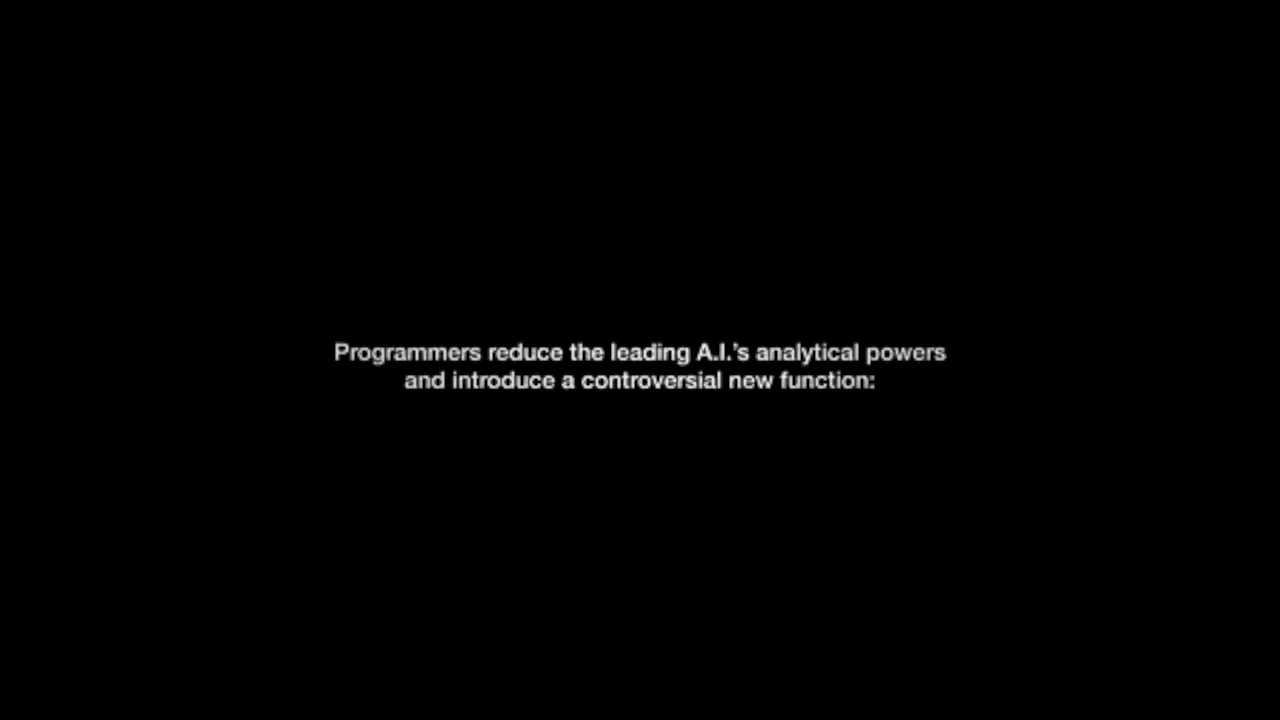 Programmers reduce the leading A.I.'s analytical powers
and introduce a controversial new function: